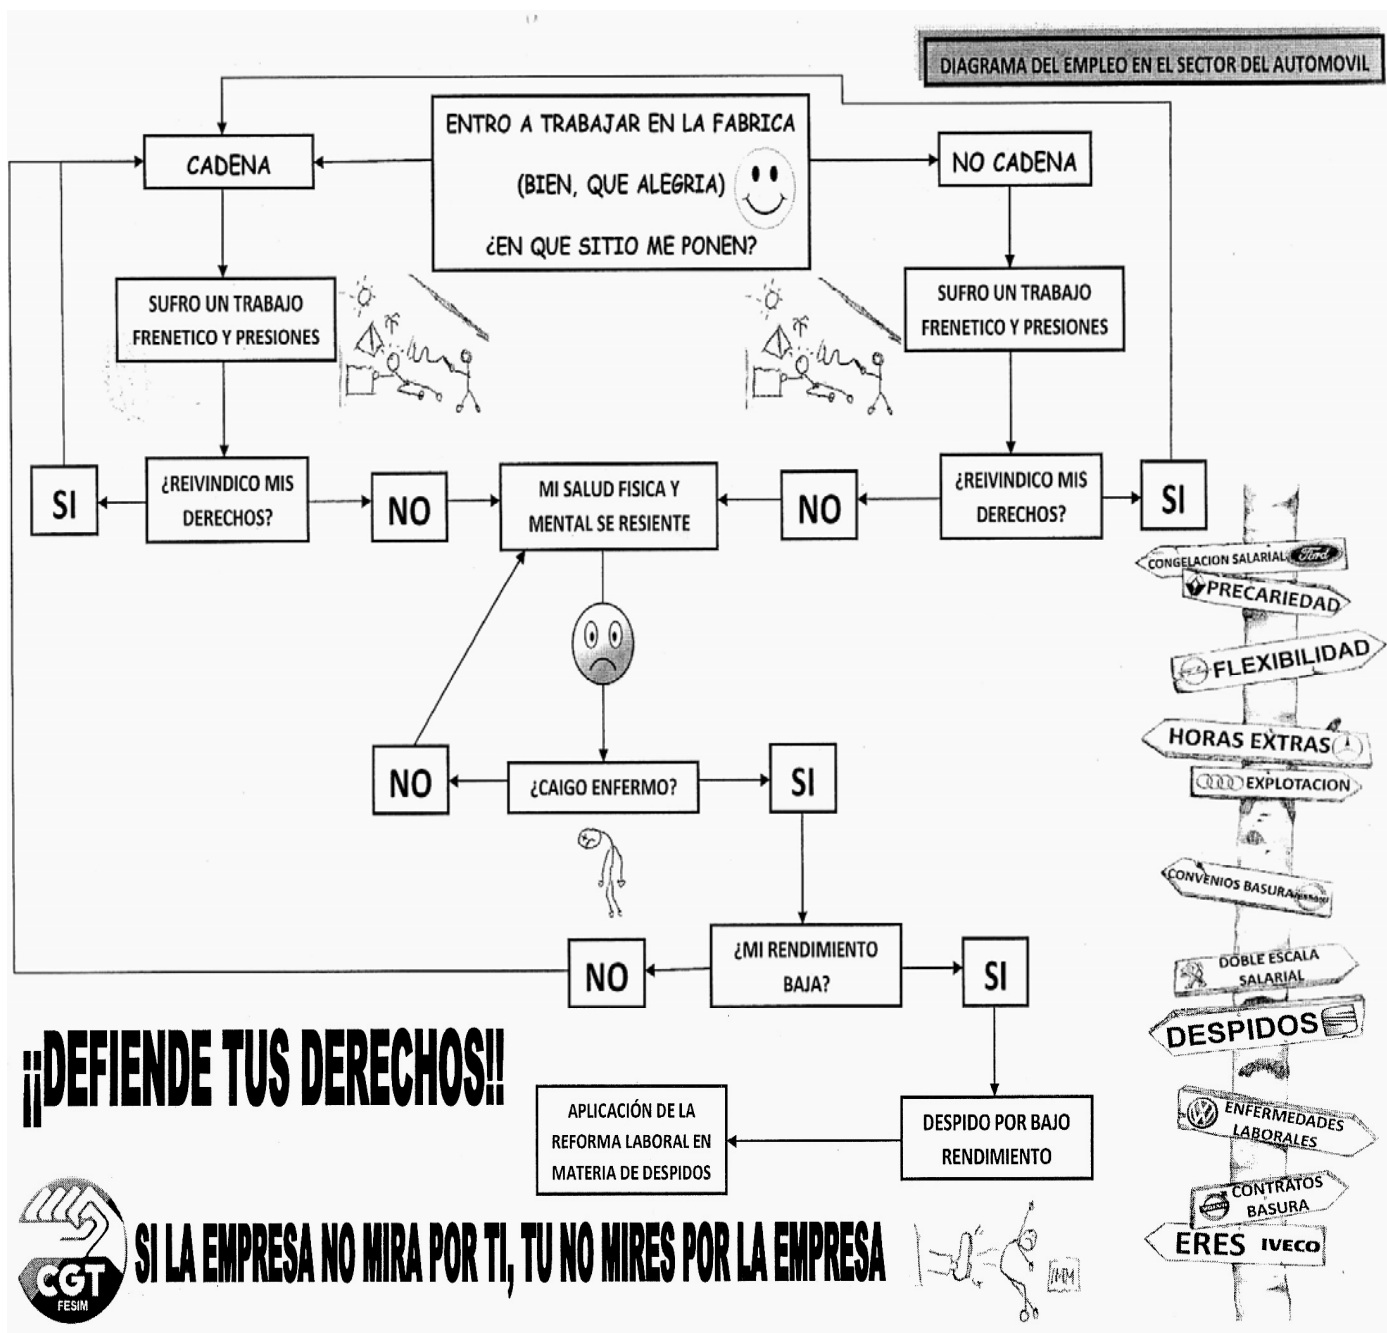 DIAGRAMA DEL EMPLEO EN EL SECTOR DEL AUTOMOVIL
ENTRO A TRABAJAR EN LA FABRICA
(BIEN, QUE ALEGRIA)
¿EN QUE SITIO ME PONEN?
CADENA
NO CADENA
SUFRO UN TRABAJO
FRENETICO Y PRESIONES
SUFRO UN TRABAJO
FRENETICO Y PRESIONES
SI
¿REIVINDICO MIS
DERECHOS?
NO
MI SALUD FISICA Y
MENTAL SE RESIENTE
NO
¿REIVINDICO MIS
DERECHOS?
SI
CONGELACION SALARIAL Ford
PRECARIEDAD
FLEXIBILIDAD
HORAS EXTRAS
EXPLOTACION
NO
¿CAIGO ENFERMO?
SI
CONVENIOS BASURA
NO
¿MI RENDIMIENTO
BAJA?
SI
DOBLE ESCALA
SALARIAL
DESPIDOS
¡¡DEFIENDE TUS DERECHOS!!
APLICACIÓN DE LA
REFORMA LABORAL EN
MATERIA DE DESPIDOS
DESPIDO POR BAJO
RENDIMIENTO
ENFERMEDADES
LABORALES
CONTRATOS
BASURA
ERES IVECO
CGT
FESIM
SI LA EMPRESA NO MIRA POR TI, TU NO MIRES POR LA EMPRESA